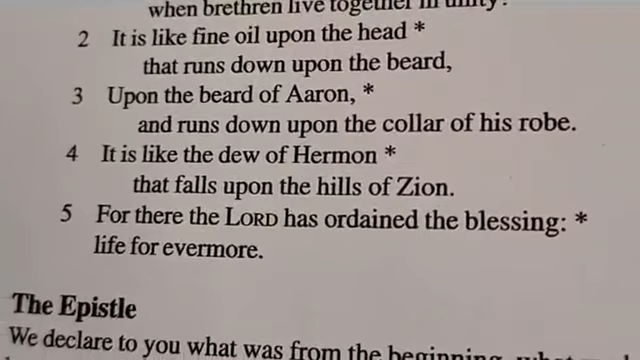 when brethren live together in unity!
2 It is like fine oil upon the head *
that runs down upon the beard,
3 Upon the beard of Aaron, *
and runs down upon the collar of his robe.
4 It is like the dew of Hermon *
that falls upon the hills of Zion.
5 For there the LORD has ordained the blessing: *
life for evermore.
The Epistle
We declare to you what was from the beginning, what